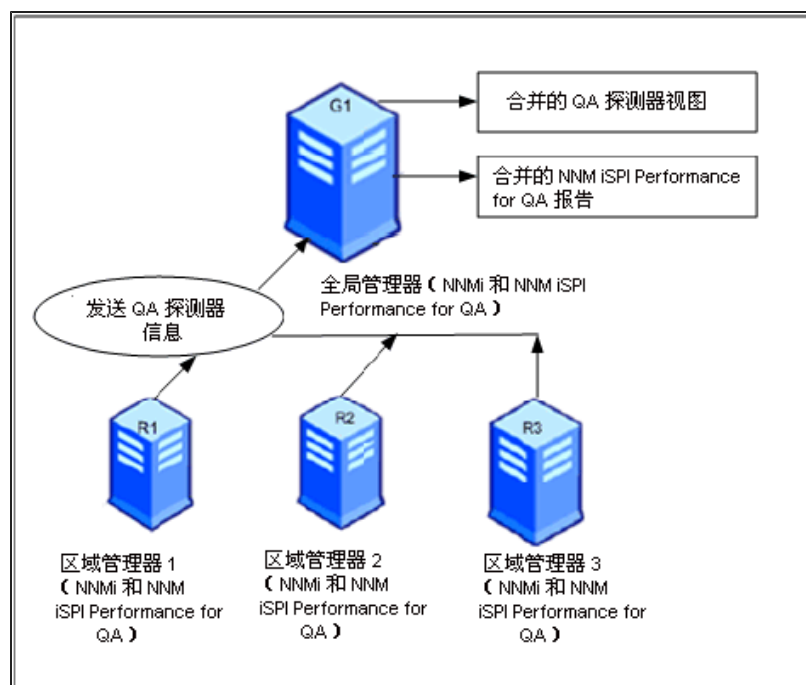 G1
合并的 QA 探测器视图
合并的 NNM iSPI Performance
for QA 报告
全局管理器（NNMi 和 NNM iSPI
Performance for QA）
发送 QA 探测器
信息
R1
R2
R3
区域管理器 1
（NNMi 和 NNM
iSPI Performance for
QA）
区域管理器 2
（NNMi 和 NNM
iSPI Performance for
QA）
区域管理器 3
（NNMi 和 NNM
iSPI Performance for
QA）